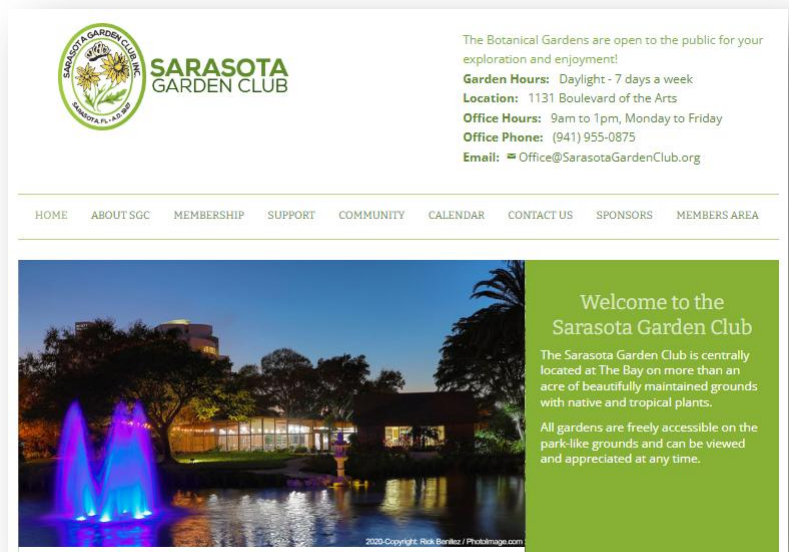 SARASOTA GARDEN CLUB, INC.
SARASOTA, FL • A.D. 1927
SARASOTA
GARDEN CLUB
The Botanical Gardens are open to the public for your
exploration and enjoyment!
Garden Hours: Daylight - 7 days a week
Location: 1131 Boulevard of the Arts
Office Hours: 9am to 1pm, Monday to Friday
Office Phone: (941) 955-0875
Email: Office@SarasotaGardenClub.org
HOME ABOUT SGC MEMBERSHIP SUPPORT COMMUNITY CALENDAR CONTACT US SPONSORS MEMBERS AREA
Welcome to the
Sarasota Garden Club
The Sarasota Garden Club is centrally
located at The Bay on more than an
acre of beautifully maintained grounds
with native and tropical plants.
All gardens are freely accessible on the
park-like grounds and can be viewed
and appreciated at any time.
2020-Copyright: Rick Benitez / PhotoImage.com